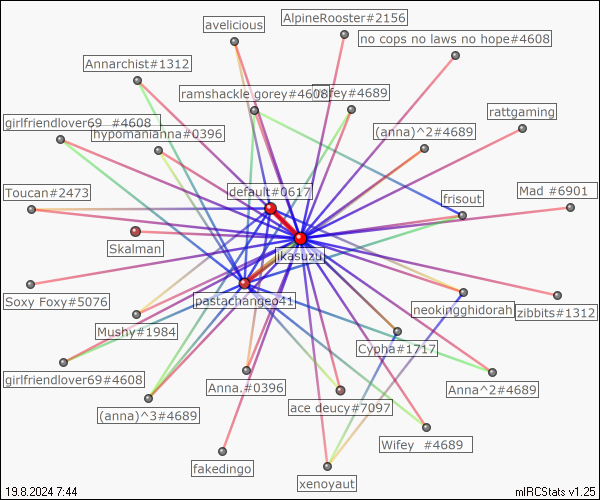 avelicious
AlpineRooster#2156
no cops no laws no hope#4608
Annarchist#1312
ramshackle gorey#4608
fey#4689
rattgaming
girlfriendlover69 #4608
hypomanianna#0396
(anna)^2#4689
default#0617
Toucan#2473
frisout
Mad #6901
Skalman
ikasuzu
pastachangeo41
Soxy Foxy#5076
neokingghidorah
zibbits#1312
Mushy#1984
Cypha#1717
girlfriendlover69#4608
Anna.#0396
Anna^2#4689
(anna)^3#4689
ace deucy#7097
Wifey #4689
fakedingo
xenoyaut
19.8.2024 7:44
mIRCStats v1.25